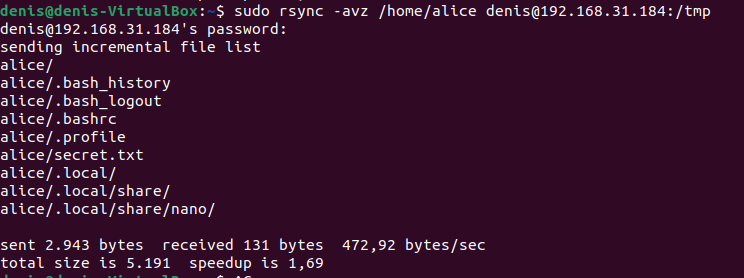 denis@denis-VirtualBox:~$ sudo rsync -avz /home/alice denis@192.168.31.184:/tmp
denis@192.168.31.184's password:
sending incremental file list
alice/
alice/.bash_history
alice/.bash_logout
alice/.bashrc
alice/.profile
alice/secret.txt
alice/.local/
alice/.local/share/
alice/.local/share/nano/
sent 2.943 bytes  received 131 bytes  472,92 bytes/sec
total size is 5.191  speedup is 1,69